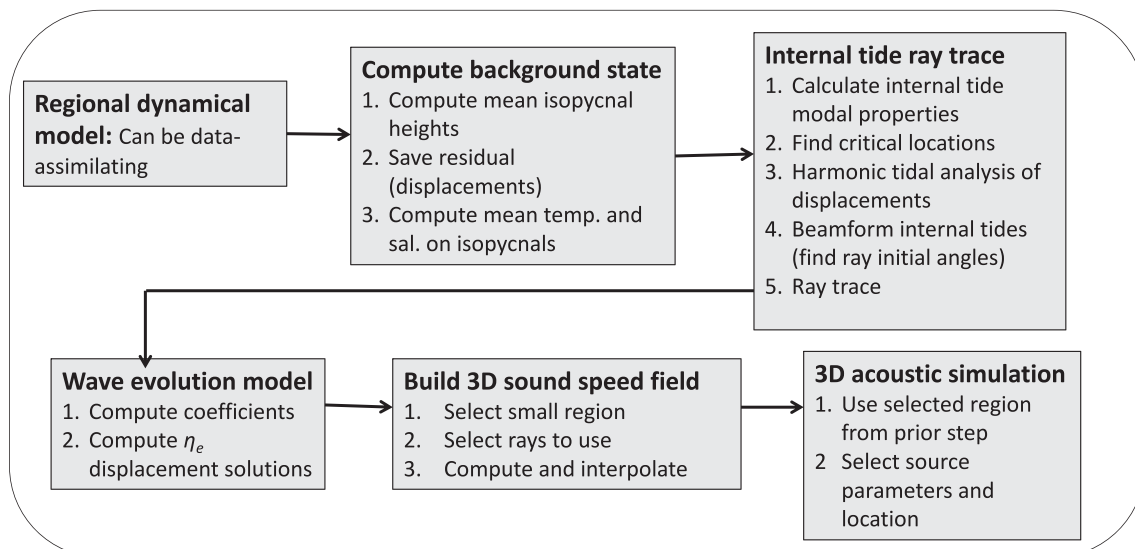 Regional dynamical
model: Can be data-
assimilating
Compute background state
1. Compute mean isopycnal
heights
2. Save residual
(displacements)
3. Compute mean temp. and
sal. on isopycnals
Internal tide ray trace
1. Calculate internal tide
modal properties
2. Find critical locations
3. Harmonic tidal analysis of
displacements
4. Beamform internal tides
(find ray initial angles)
5. Ray trace
Wave evolution model
1. Compute coefficients
2. Compute ηₑ
displacement solutions
Build 3D sound speed field
1. Select small region
2. Select rays to use
3. Compute and interpolate
3D acoustic simulation
1. Use selected region
from prior step
2 Select source
parameters and
location